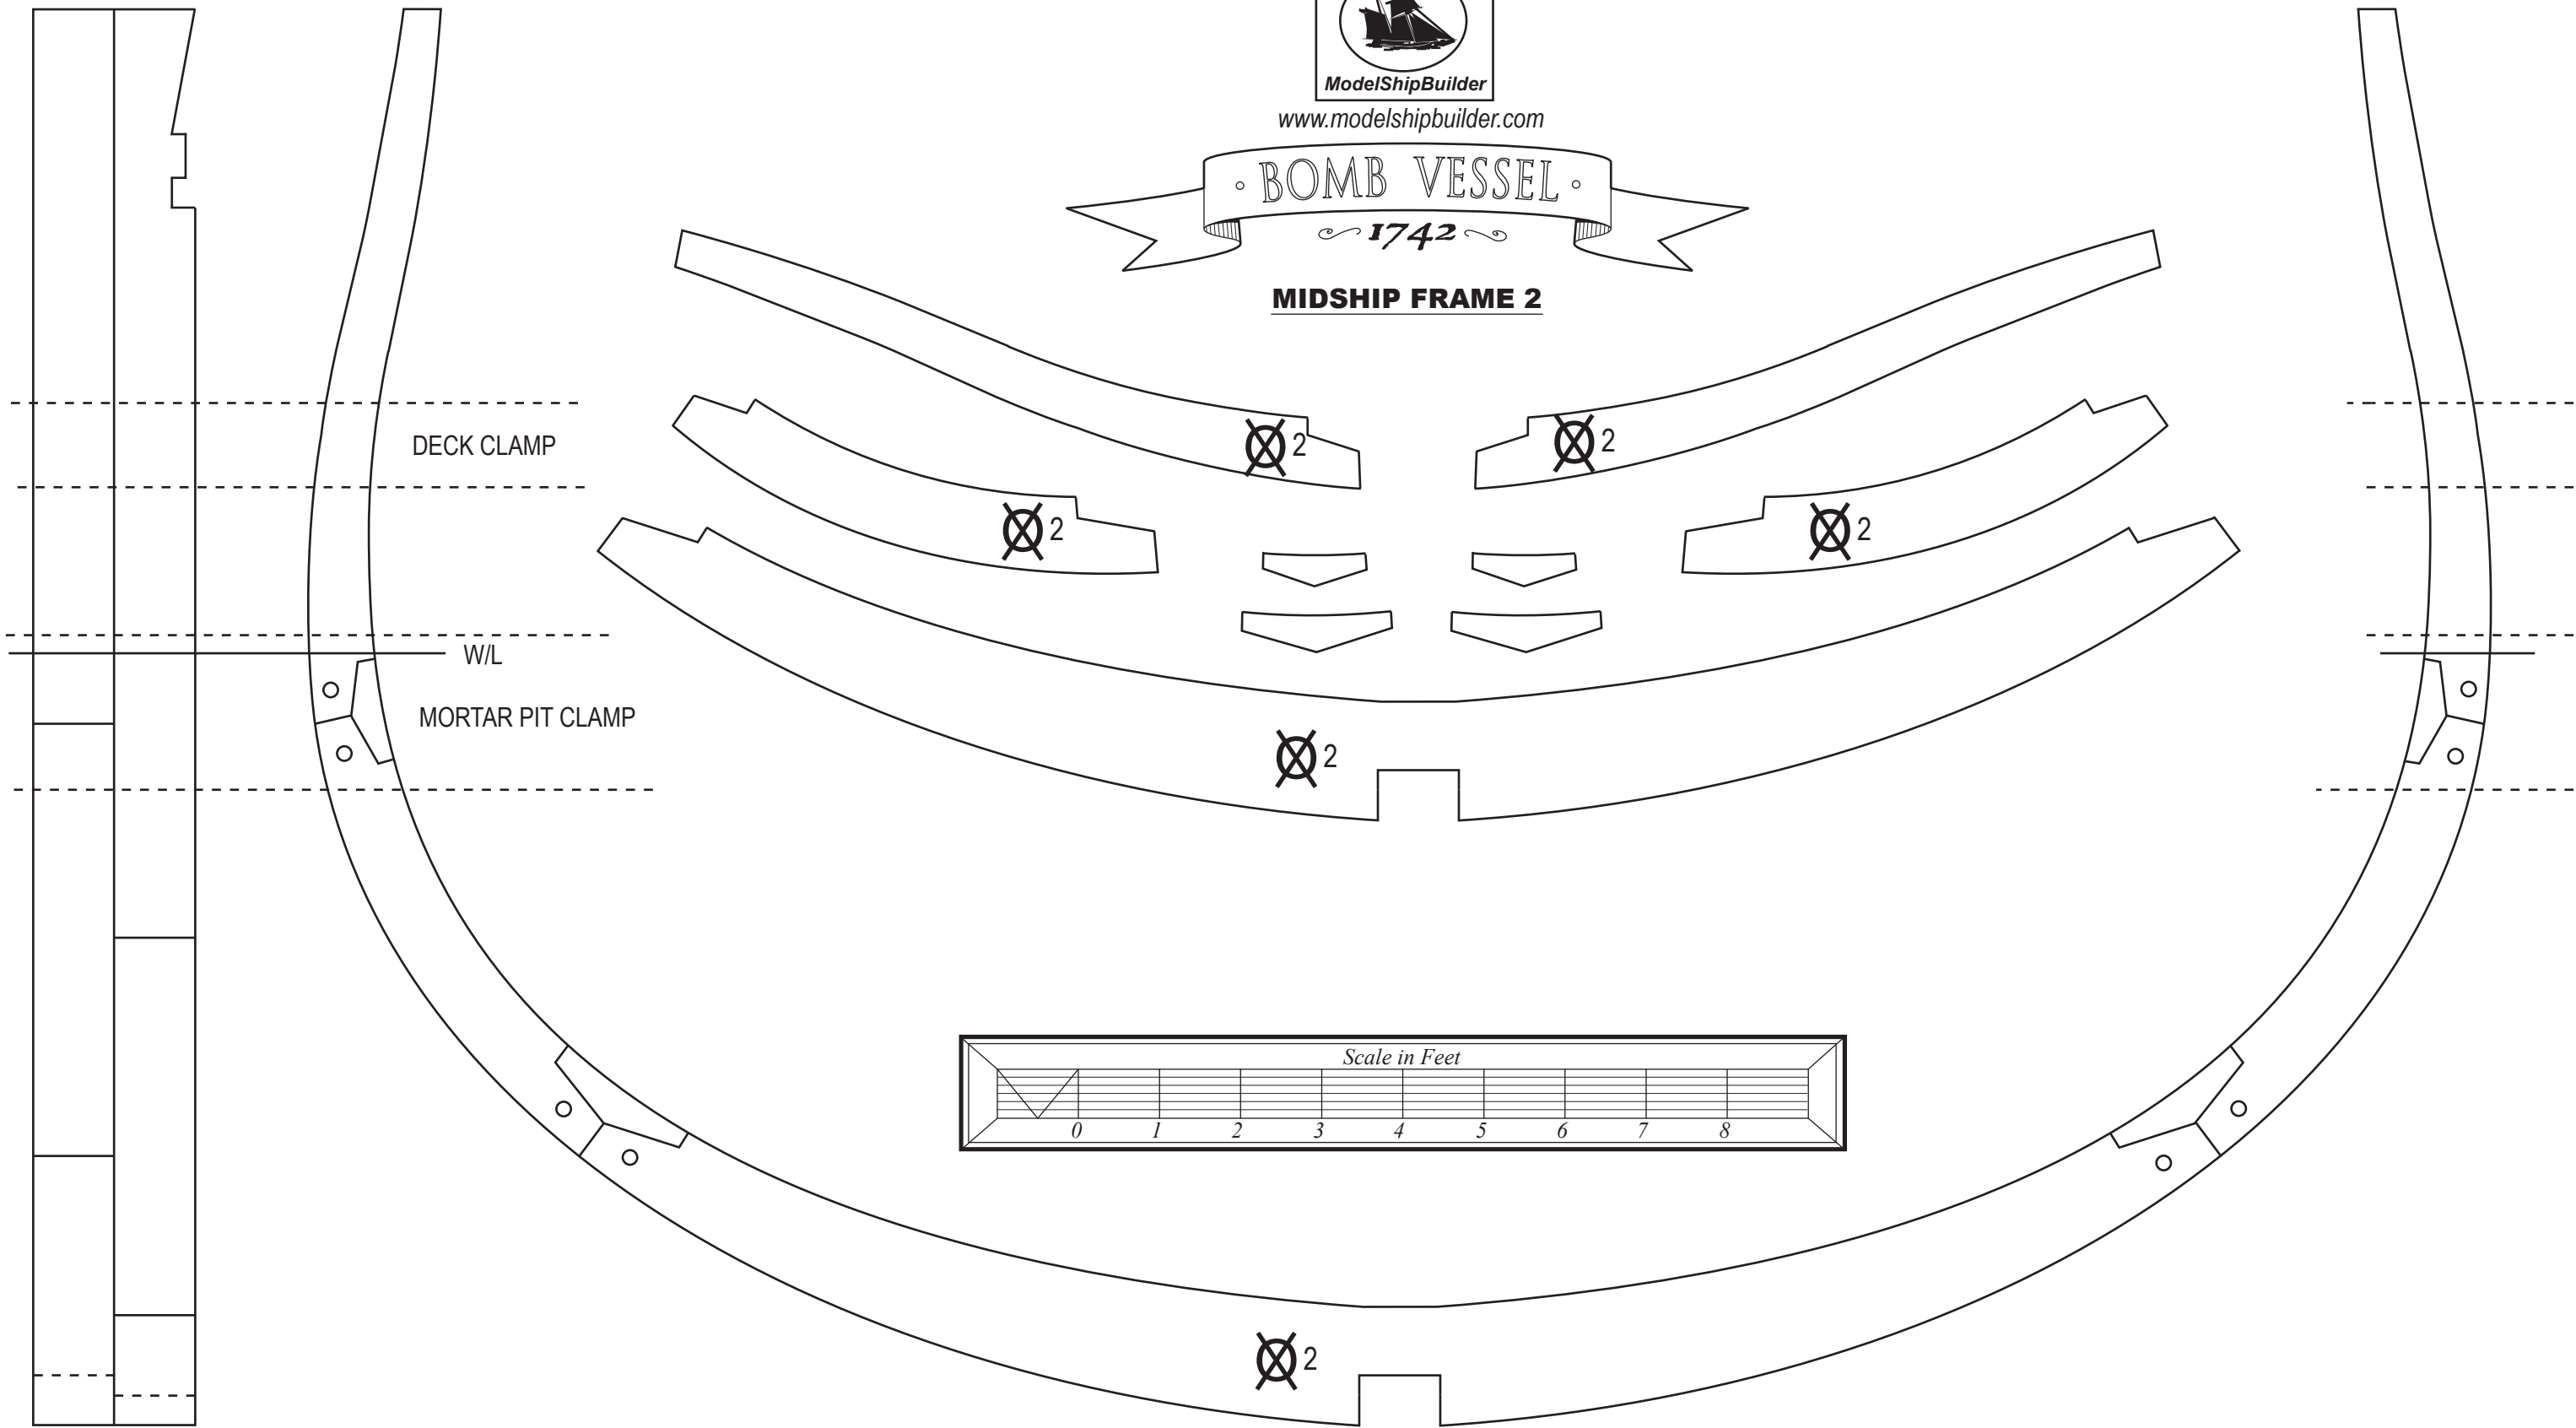 ModelShipBuilder
www.modelshipbuilder.com
· BOMB VESSEL ·
1742
MIDSHIP FRAME 2
DECK CLAMP
2
2
2
2
W/L
MORTAR PIT CLAMP
2
Scale in Feet
0 1 2 3 4 5 6 7 8
2